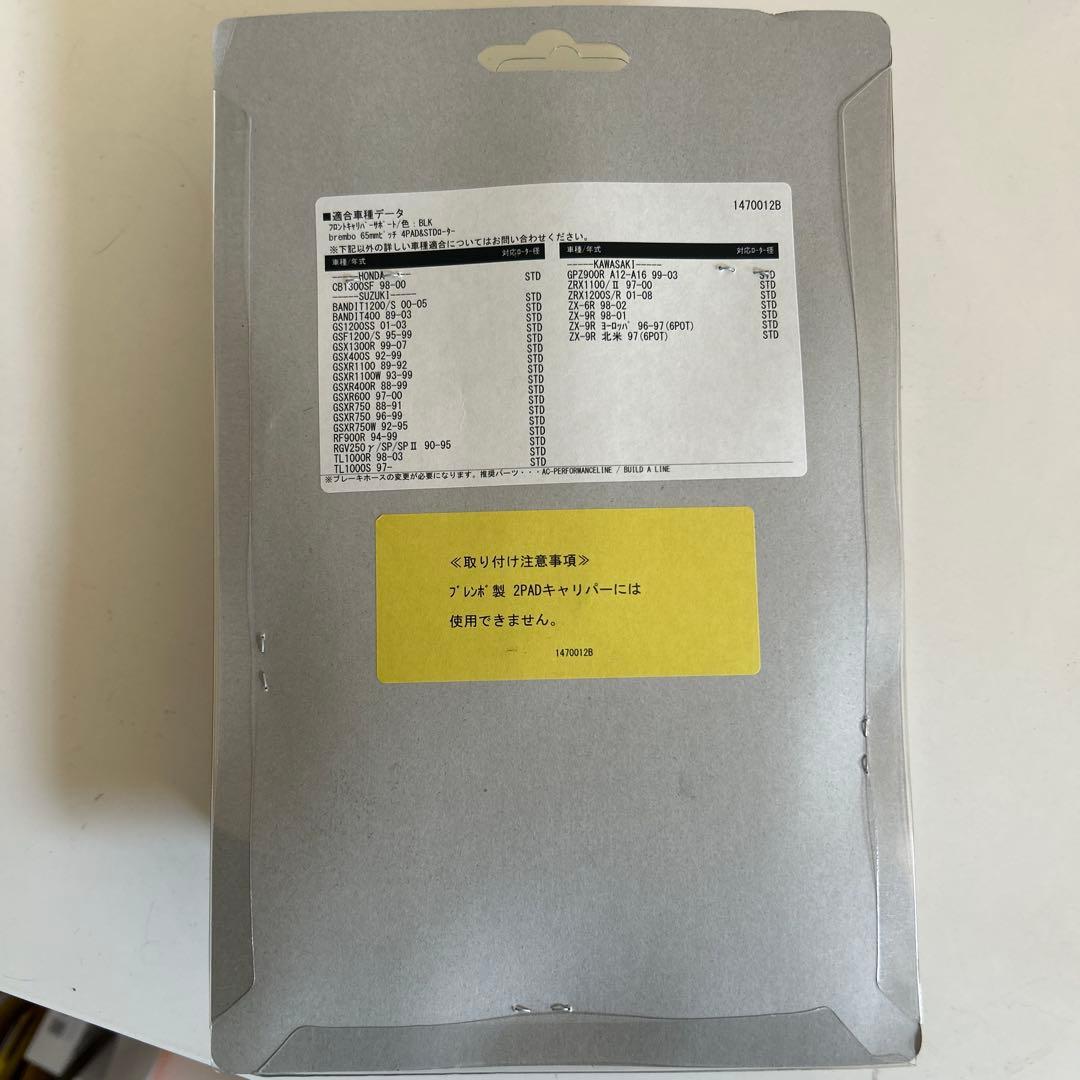 1470012B
■適合車種データ
ﾌﾛﾝﾄｷｬﾘﾊﾟｰｻﾎﾟｰﾄ/色：BLK
brembo 65mmﾋﾟｯﾁ 4PAD&STDﾛｰﾀｰ
※下記以外の詳しい車種適合についてはお問い合わせください。
車種/年式 対応ﾛｰﾀｰ径
-----HONDA-----
CB1300SF 98-00 STD
-----SUZUKI-----
BANDIT1200/S 00-05 STD
BANDIT400 89-03 STD
GS1200SS 01-03 STD
GSF1200/S 95-99 STD
GSX1300R 99-07 STD
GSX400S 92-99 STD
GSXR1100 89-92 STD
GSXR1100W 93-99 STD
GSXR400R 88-99 STD
GSXR600 97-00 STD
GSXR750 88-91 STD
GSXR750 96-99 STD
GSXR750W 92-95 STD
RF900R 94-99 STD
RGV250γ/SP/SPⅡ 90-95 STD
TL1000R 98-03 STD
TL1000S 97- STD
車種/年式 対応ﾛｰﾀｰ径
-----KAWASAKI-----
GPZ900R A12-A16 99-03 STD
ZRX1100/Ⅱ 97-00 STD
ZRX1200S/R 01-08 STD
ZX-6R 98-02 STD
ZX-9R 98-01 STD
ZX-9R ﾖｰﾛｯﾊﾟ 96-97(6POT) STD
ZX-9R 北米 97(6POT) STD
※ブレーキホースの変更が必要になります。推奨パーツ・・・AC-PERFORMANCELINE / BUILD A LINE
≪取り付け注意事項≫
ﾌﾞﾚﾝﾎﾞ製 2PADキャリパーには
使用できません。
1470012B